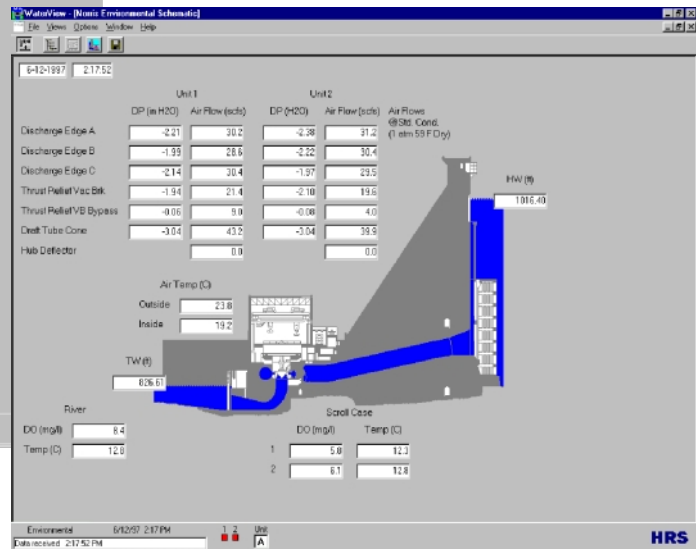 WaterView - [Norris Environmental Schematic]
File Views Options Window Help
6-12-1997 2:17:52
Unit 1 Unit 2
DP (in H2O) Air Flow (scfs) DP (H2O) Air Flow (scfs) Air Flows
@Std. Cond.
(1 atm 59 F Dry)
Discharge Edge A -2.21 30.2 -2.38 31.2
Discharge Edge B -1.99 28.6 -2.22 30.4
Discharge Edge C -2.14 30.4 -1.97 29.5
Thrust Relief Vac Brk -1.94 21.4 -2.10 19.6
Thrust Relief VB Bypass -0.06 9.0 -0.08 4.0
Draft Tube Cone -3.04 43.2 -3.04 39.9
Hub Deflector 0.0 0.0
HW (ft)
1016.40
Air Temp (C)
Outside 23.8
Inside 19.2
TW (ft)
826.61
River
DO (mg/l) 8.4
Temp (C) 12.8
Scroll Case
DO (mg/l) Temp (C)
1 5.8 12.3
2 6.1 12.8
Environmental 6/12/97 2:17 PM 1 2 Unit
Data received 2:17:52 PM A
HRS